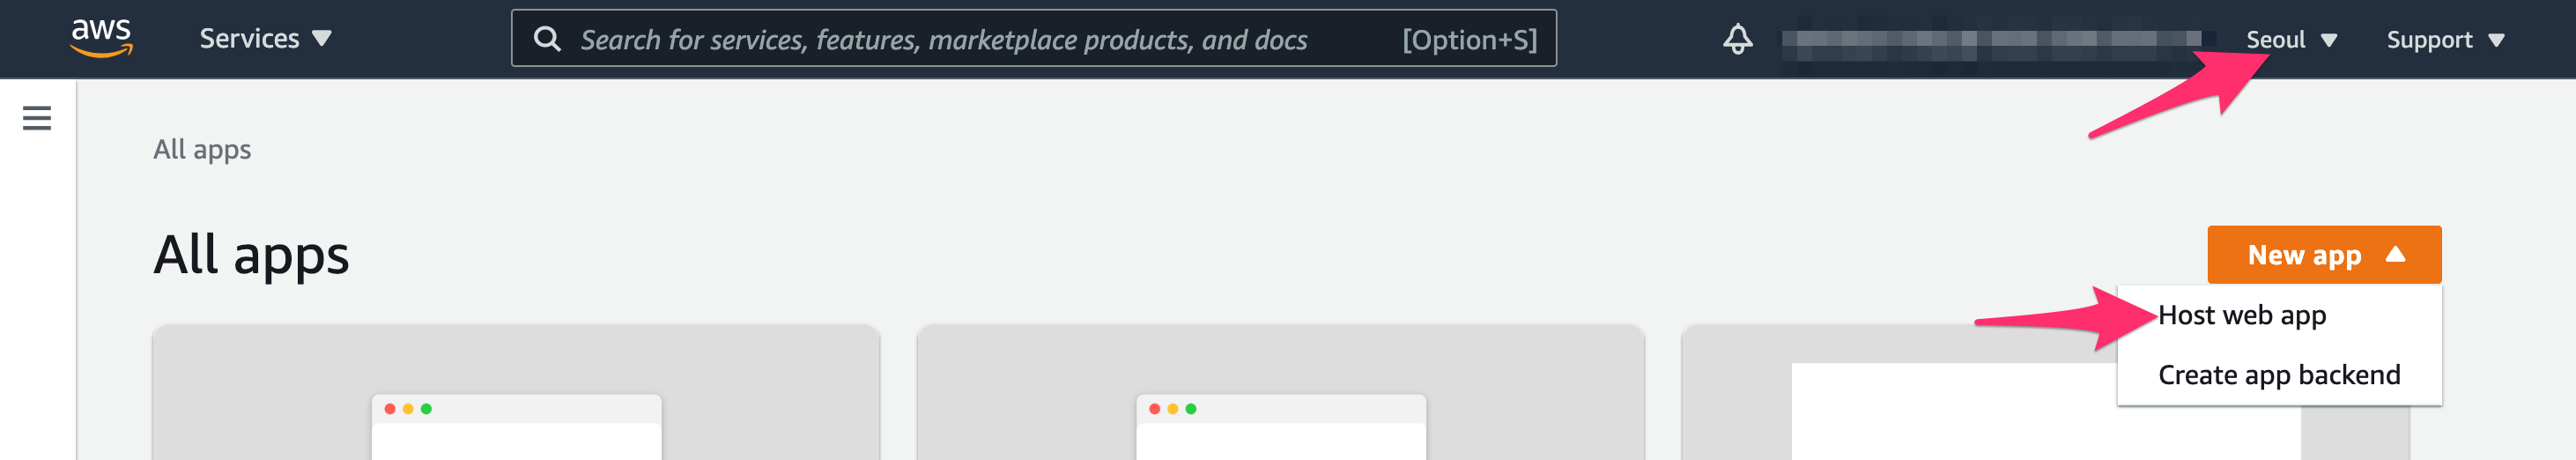 aws Services Search for services, features, marketplace products, and docs [Option+S] Seoul Support
All apps
All apps
New app
Host web app
Create app backend